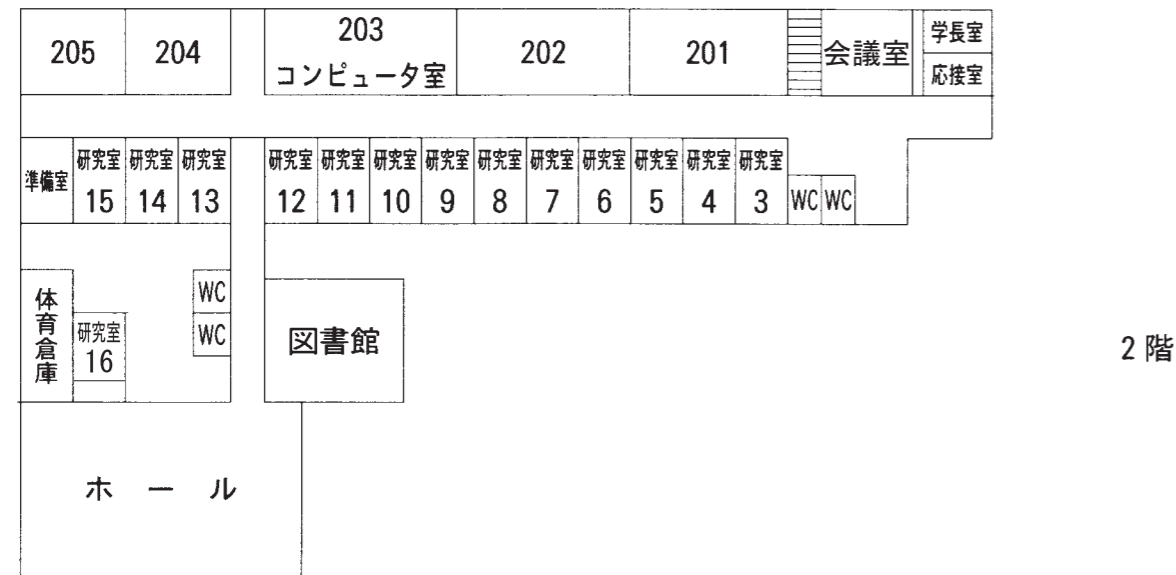 205
204
203
コンピュータ室
202
201
会議室
学長室
応接室
準備室
研究室
15
研究室
14
研究室
13
研究室
12
研究室
11
研究室
10
研究室
9
研究室
8
研究室
7
研究室
6
研究室
5
研究室
4
研究室
3
WC
WC
体育倉庫
研究室
16
WC
WC
図書館
2階
ホール